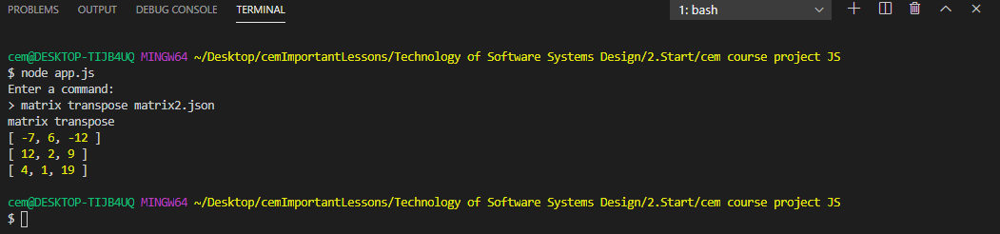 PROBLEMS OUTPUT DEBUG CONSOLE TERMINAL 1: bash
cem@DESKTOP-TIJB4UQ MINGW64 ~/Desktop/cemImportantLessons/Technology of Software Systems Design/2.Start/cem course project JS
$ node app.js
Enter a command:
> matrix transpose matrix2.json
matrix transpose
[ -7, 6, -12 ]
[ 12, 2, 9 ]
[ 4, 1, 19 ]
cem@DESKTOP-TIJB4UQ MINGW64 ~/Desktop/cemImportantLessons/Technology of Software Systems Design/2.Start/cem course project JS
$